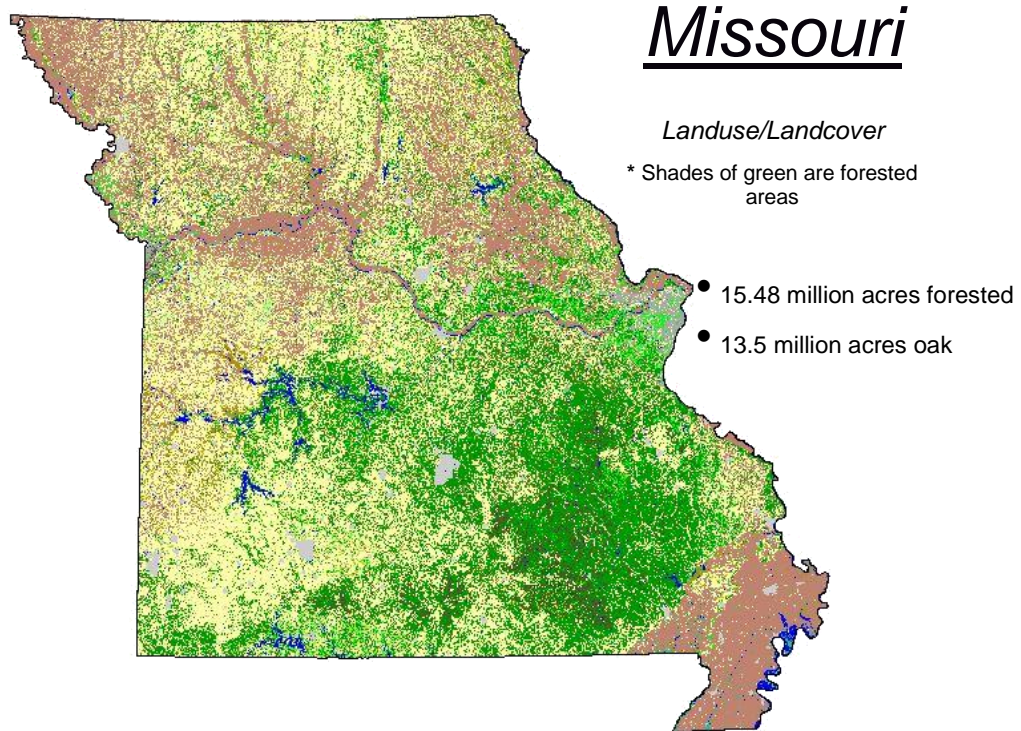 Missouri
Landuse/Landcover
* Shades of green are forested
areas
• 15.48 million acres forested
• 13.5 million acres oak